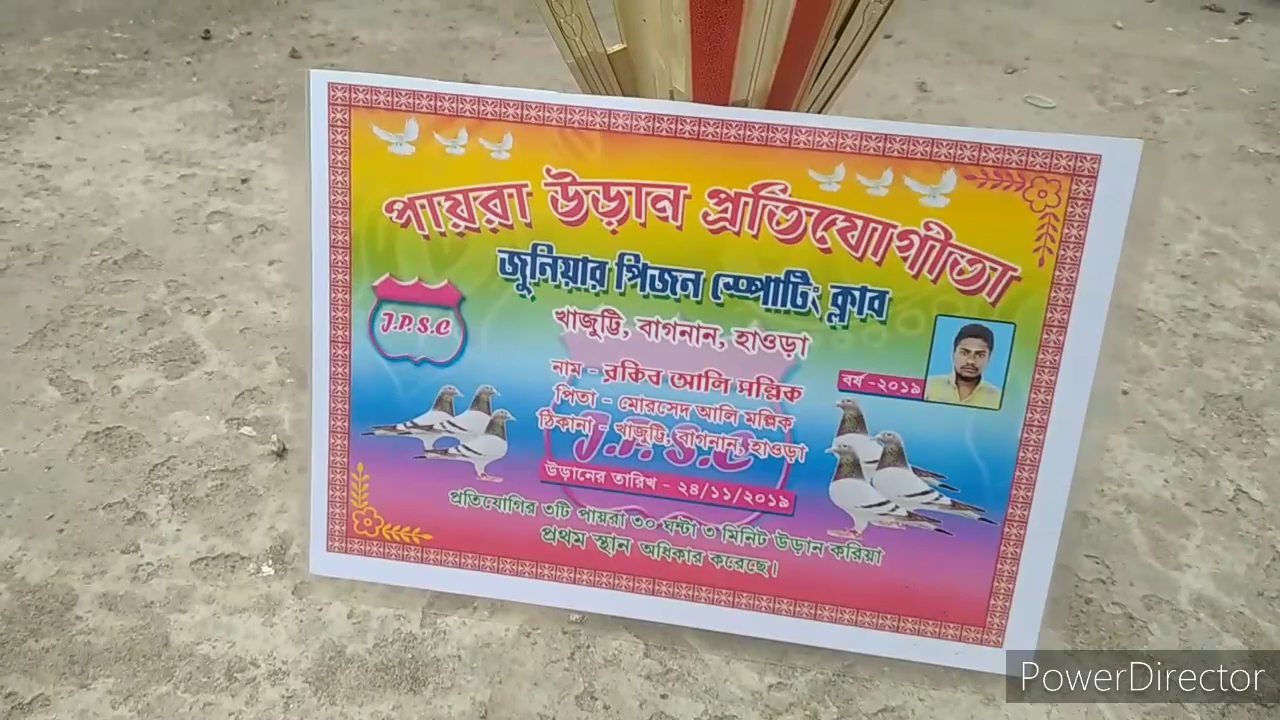 পায়রা উড়ান প্রতিযোগীতা
জুনিয়ার পিজন স্পোর্টিং ক্লাব
J.P.S.C
খাজুট্টি, বাগনান, হাওড়া
বর্ষ -২০১৯
নাম - রকিব আলি মল্লিক
পিতা - মোরসেদ আলি মল্লিক
ঠিকানা - খাজুট্টি, বাগনান, হাওড়া
J.P.S.C
উড়ানের তারিখ - ২৪/১১/২০১৯
প্রতিযোগির ৩টি পায়রা ৩০ ঘন্টা ৩ মিনিট উড়ান করিয়া
প্রথম স্থান অধিকার করেছে।
PowerDirector